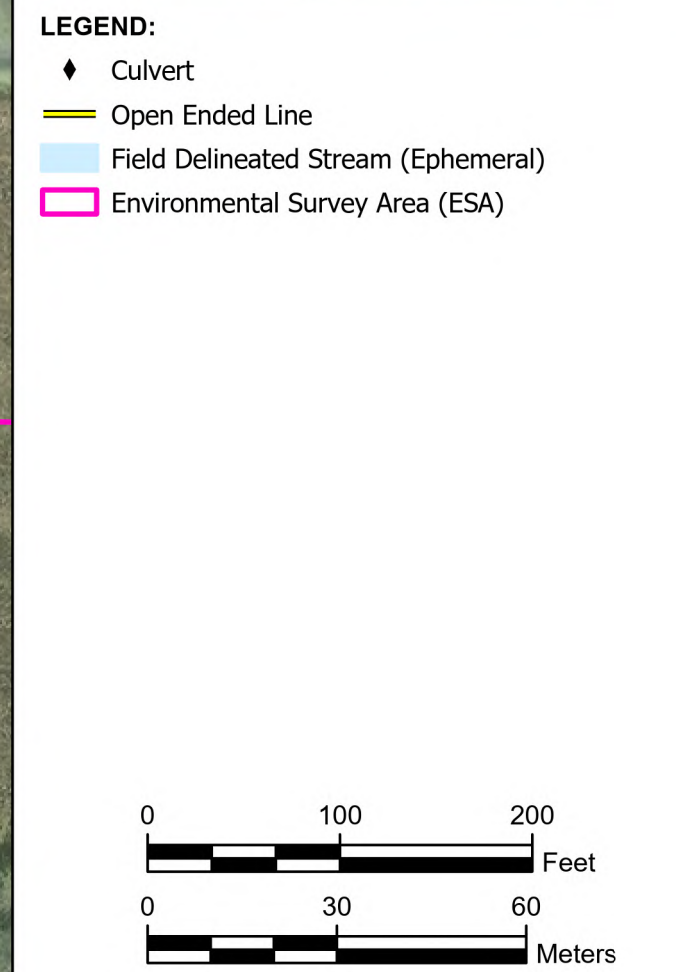 LEGEND:
Culvert
Open Ended Line
Field Delineated Stream (Ephemeral)
Environmental Survey Area (ESA)
0 100 200
Feet
0 30 60
Meters